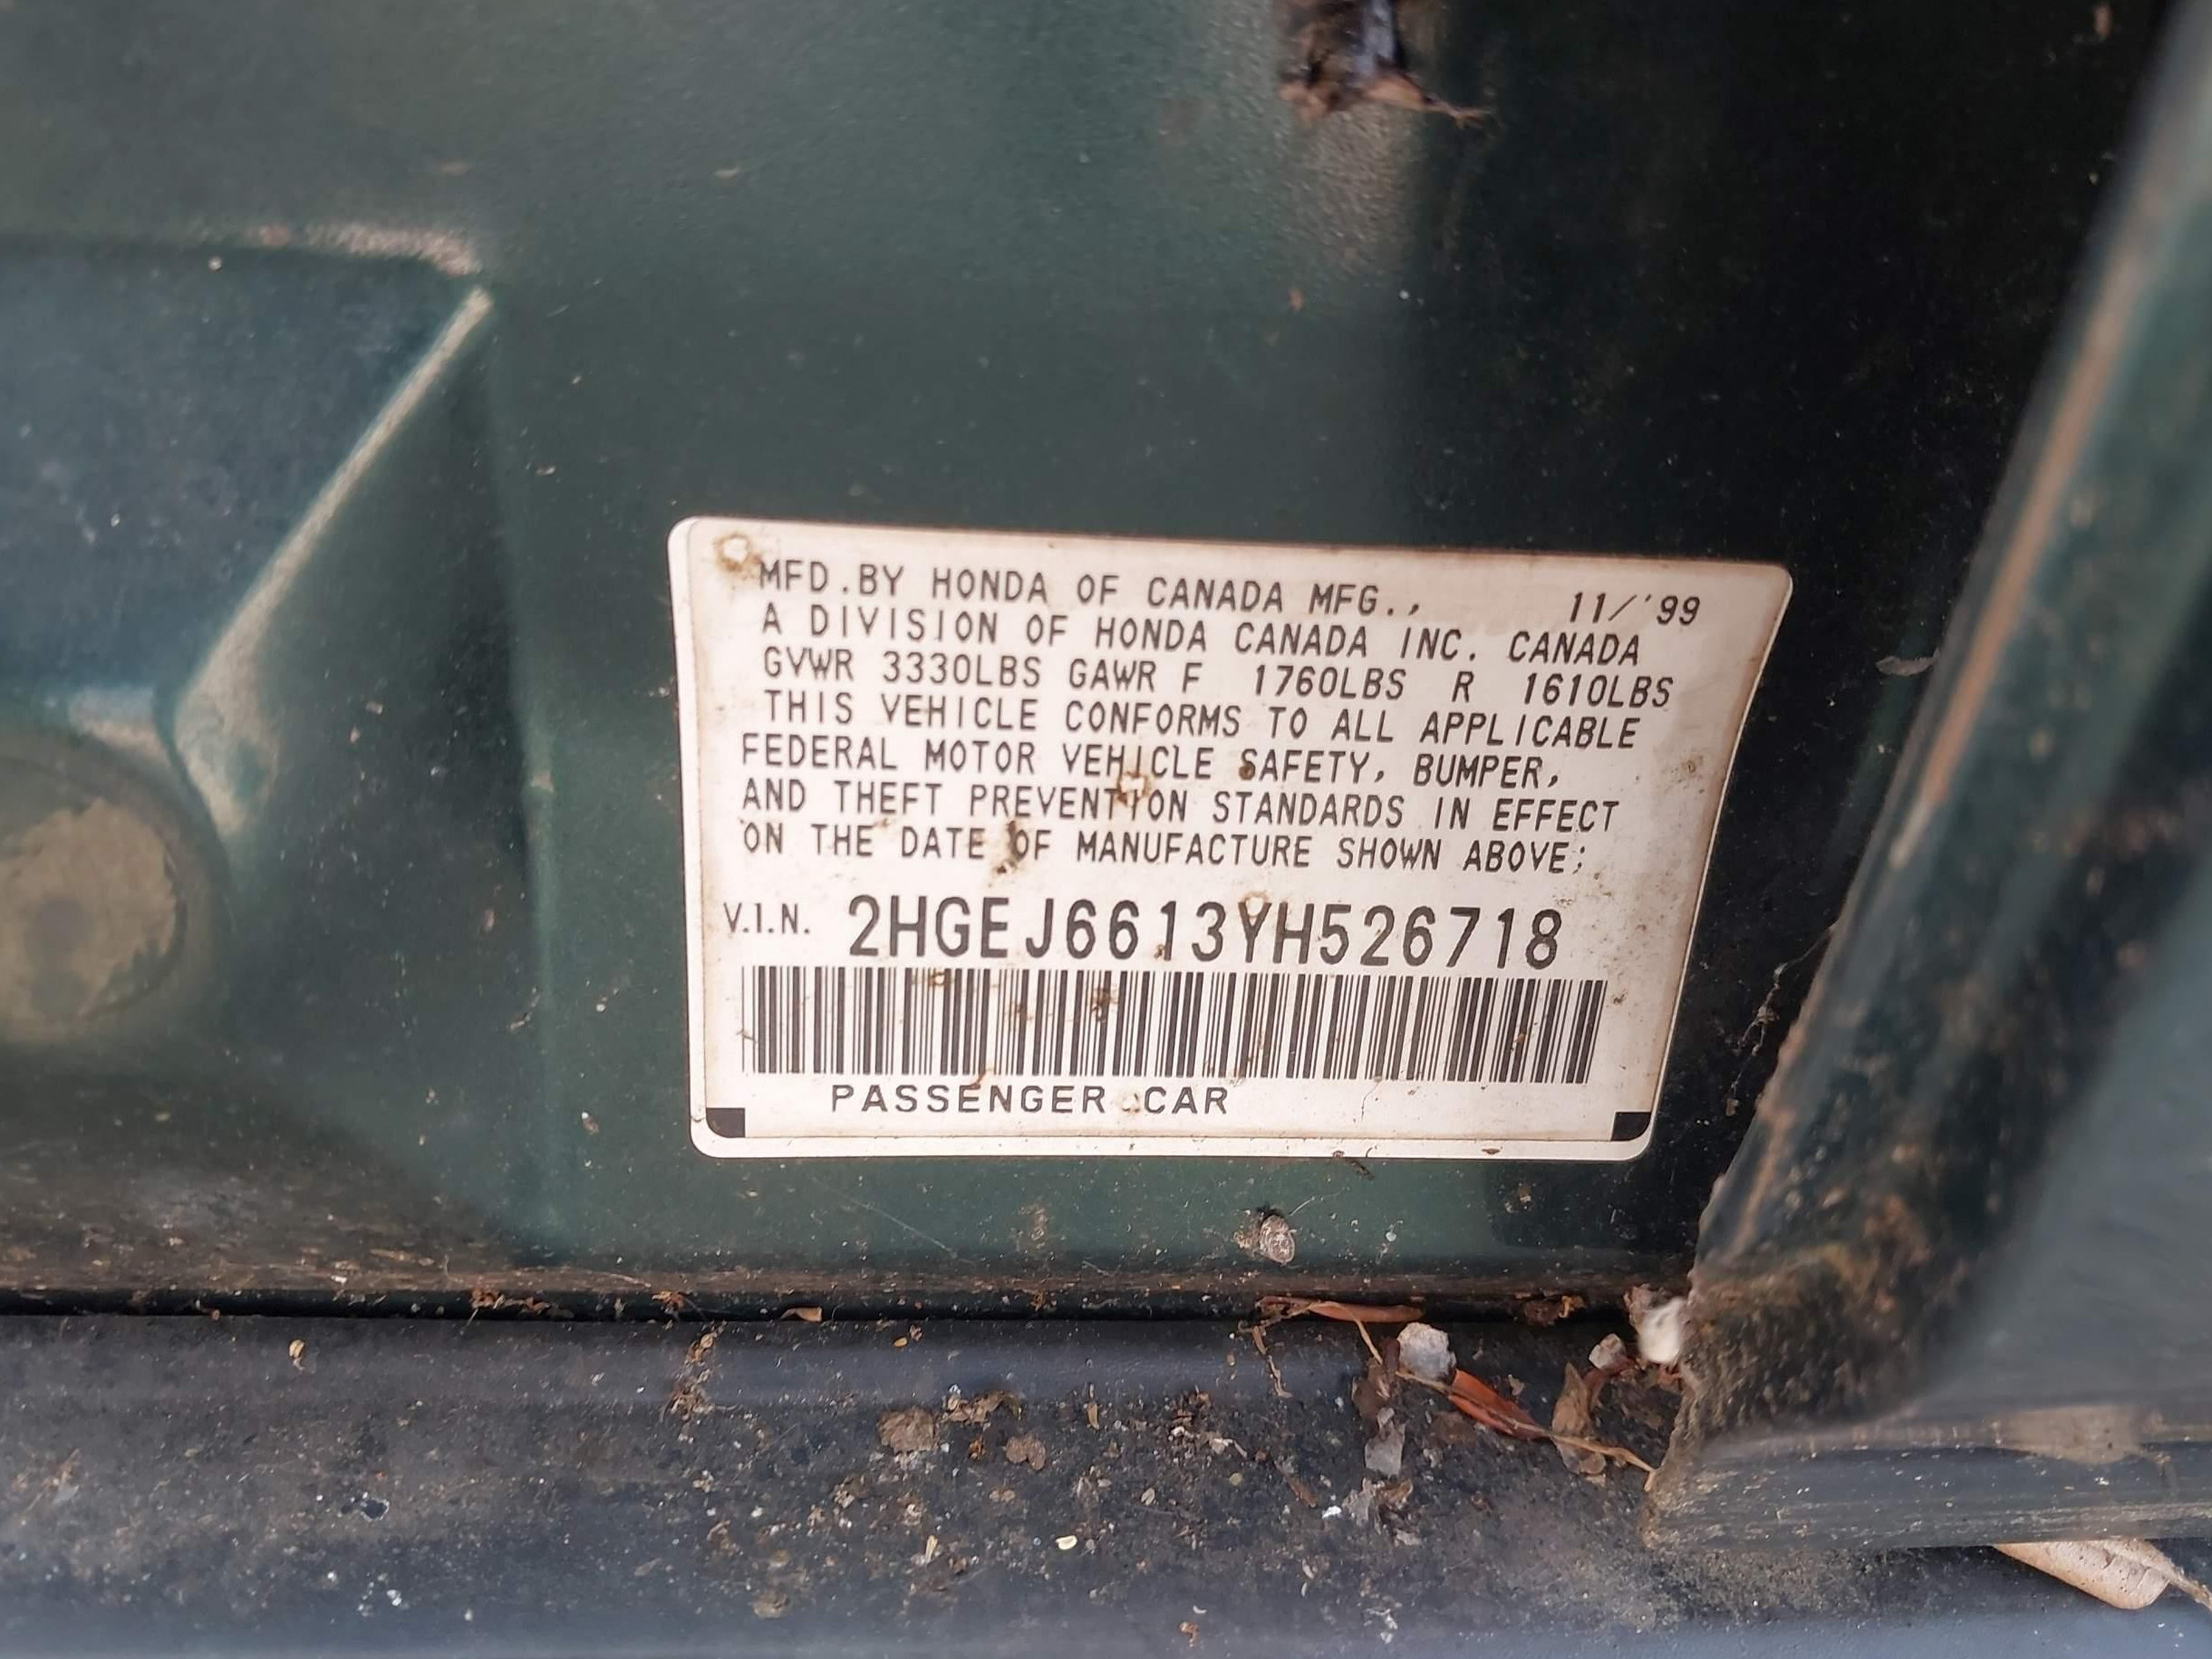 MFD.BY HONDA OF CANADA MFG., 11/'99
A DIVISION OF HONDA CANADA INC. CANADA
GVWR 3330LBS GAWR F 1760LBS R 1610LBS
THIS VEHICLE CONFORMS TO ALL APPLICABLE
FEDERAL MOTOR VEHICLE SAFETY, BUMPER,
AND THEFT PREVENTION STANDARDS IN EFFECT
ON THE DATE OF MANUFACTURE SHOWN ABOVE;
V.I.N. 2HGEJ6613YH526718
PASSENGER CAR